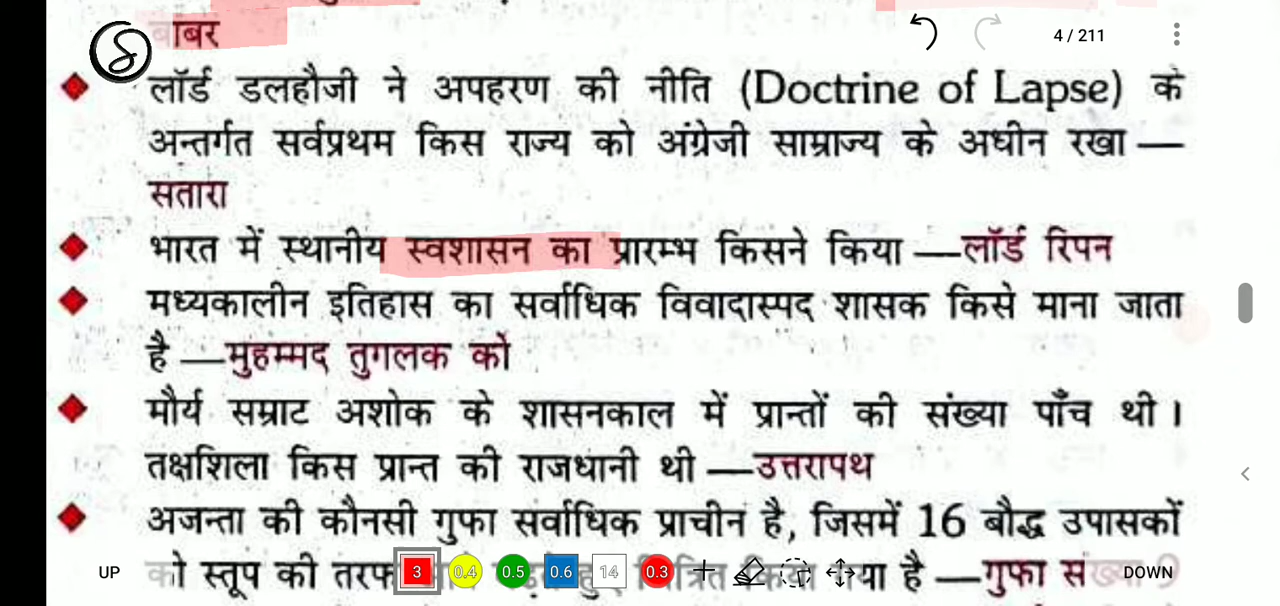 8 बाबर
4 / 211
लॉर्ड डलहौजी ने अपहरण की नीति (Doctrine of Lapse) के
अन्तर्गत सर्वप्रथम किस राज्य को अंग्रेजी साम्राज्य के अधीन रखा —
सतारा
भारत में स्थानीय स्वशासन का प्रारम्भ किसने किया —लॉर्ड रिपन
मध्यकालीन इतिहास का सर्वाधिक विवादास्पद शासक किसे माना जाता
है —मुहम्मद तुगलक को
मौर्य सम्राट अशोक के शासनकाल में प्रान्तों की संख्या पाँच थी ।
तक्षशिला किस प्रान्त की राजधानी थी —उत्तरापथ
अजन्ता की कौनसी गुफा सर्वाधिक प्राचीन है, जिसमें 16 बौद्ध उपासकों
को स्तूप की तरफ है —गुफा
UP 3 0.4 0.5 0.6 14 0.3 DOWN